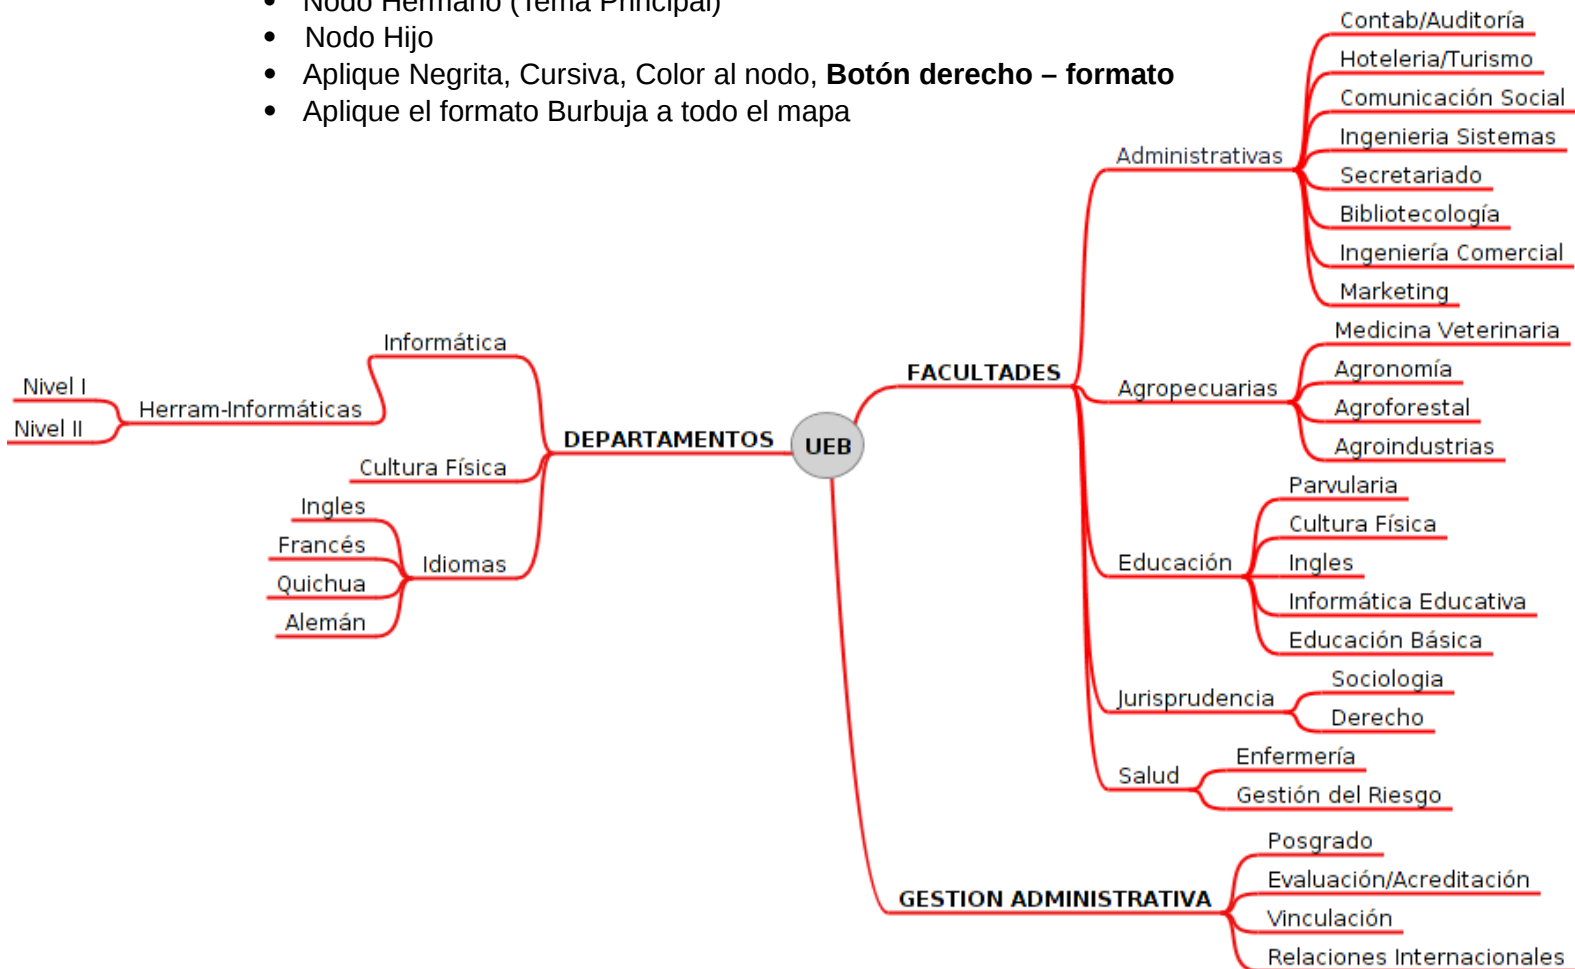 Nodo Hermano (Tema Principal)
Nodo Hijo
Aplique Negrita, Cursiva, Color al nodo, Botón derecho – formato
Aplique el formato Burbuja a todo el mapa
UEB
DEPARTAMENTOS
Informática
Herram-Informáticas
Nivel I
Nivel II
Cultura Física
Idiomas
Ingles
Francés
Quichua
Alemán
FACULTADES
Administrativas
Contab/Auditoría
Hoteleria/Turismo
Comunicación Social
Ingenieria Sistemas
Secretariado
Bibliotecología
Ingeniería Comercial
Marketing
Agropecuarias
Medicina Veterinaria
Agronomía
Agroforestal
Agroindustrias
Educación
Parvularia
Cultura Física
Ingles
Informática Educativa
Educación Básica
Jurisprudencia
Sociologia
Derecho
Salud
Enfermería
Gestión del Riesgo
GESTION ADMINISTRATIVA
Posgrado
Evaluación/Acreditación
Vinculación
Relaciones Internacionales